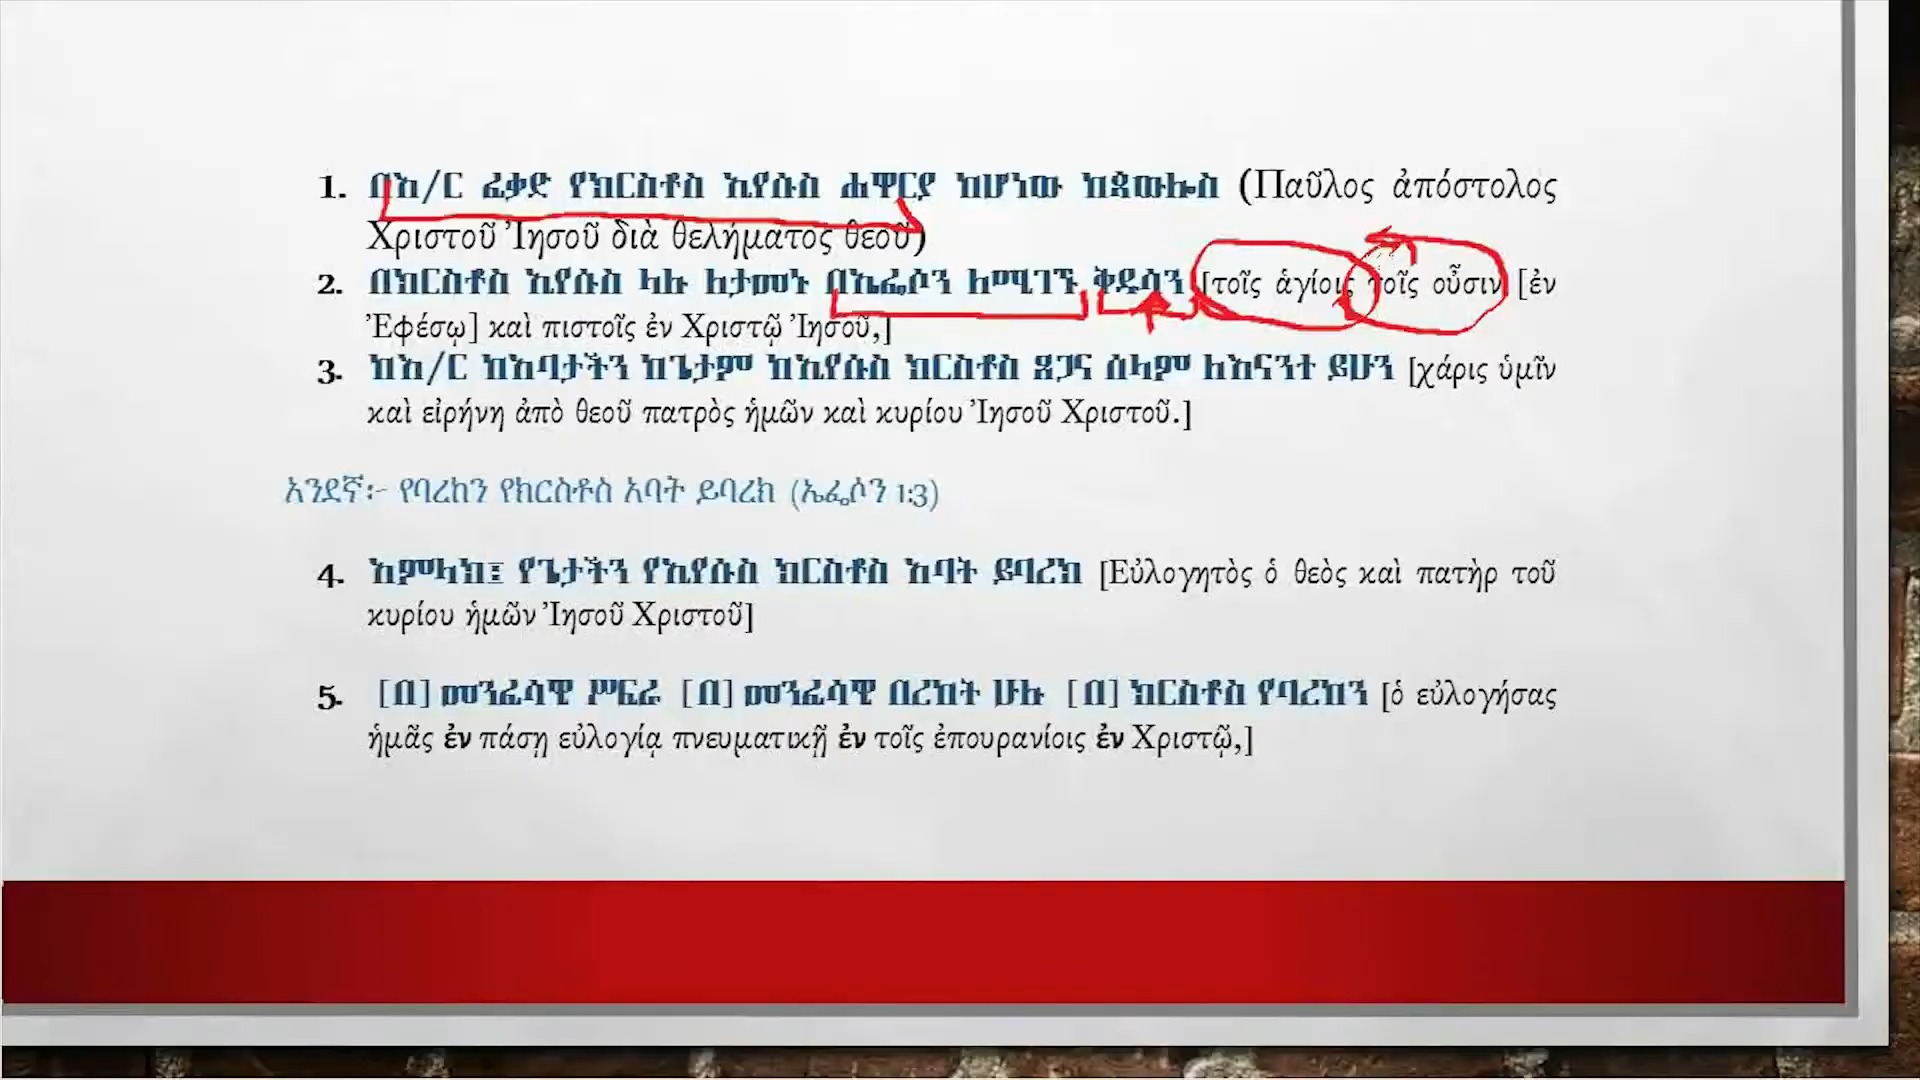 1. በእ/ር ፈቃድ የክርስቶስ ኢየሱስ ሐዋርያ ከሆነው ከጳውሎስ (Παῦλος ἀπόστολος
Χριστοῦ Ἰησοῦ διὰ θελήματος θεοῦ)
2. በክርስቶስ ኢየሱስ ላሉ ለታመኑ በኤፌሶን ለሚገኙ ቅዱሳን [τοῖς ἁγίοις τοῖς οὖσιν [ἐν
Ἐφέσῳ] καὶ πιστοῖς ἐν Χριστῷ Ἰησοῦ,]
3. ከእ/ር ከአባታችን ከጌታም ከኢየሱስ ክርስቶስ ጸጋና ሰላም ለእናንተ ይሁን [χάρις ὑμῖν
καὶ εἰρήνη ἀπὸ θεοῦ πατρὸς ἡμῶν καὶ κυρίου Ἰησοῦ Χριστοῦ.]
አንደኛ፦ የባረከን የክርስቶስ አባት ይባረክ (ኤፌሶን 1:3)
4. አምላክ፤ የጌታችን የኢየሱስ ክርስቶስ አባት ይባረክ [Εὐλογητὸς ὁ θεὸς καὶ πατὴρ τοῦ
κυρίου ἡμῶν Ἰησοῦ Χριστοῦ]
5. [በ] መንፈሳዊ ሥፍራ [በ] መንፈሳዊ በረከት ሁሉ [በ] ክርስቶስ የባረከን [ὁ εὐλογήσας
ἡμᾶς ἐν πάσῃ εὐλογίᾳ πνευματικῇ ἐν τοῖς ἐπουρανίοις ἐν Χριστῷ,]